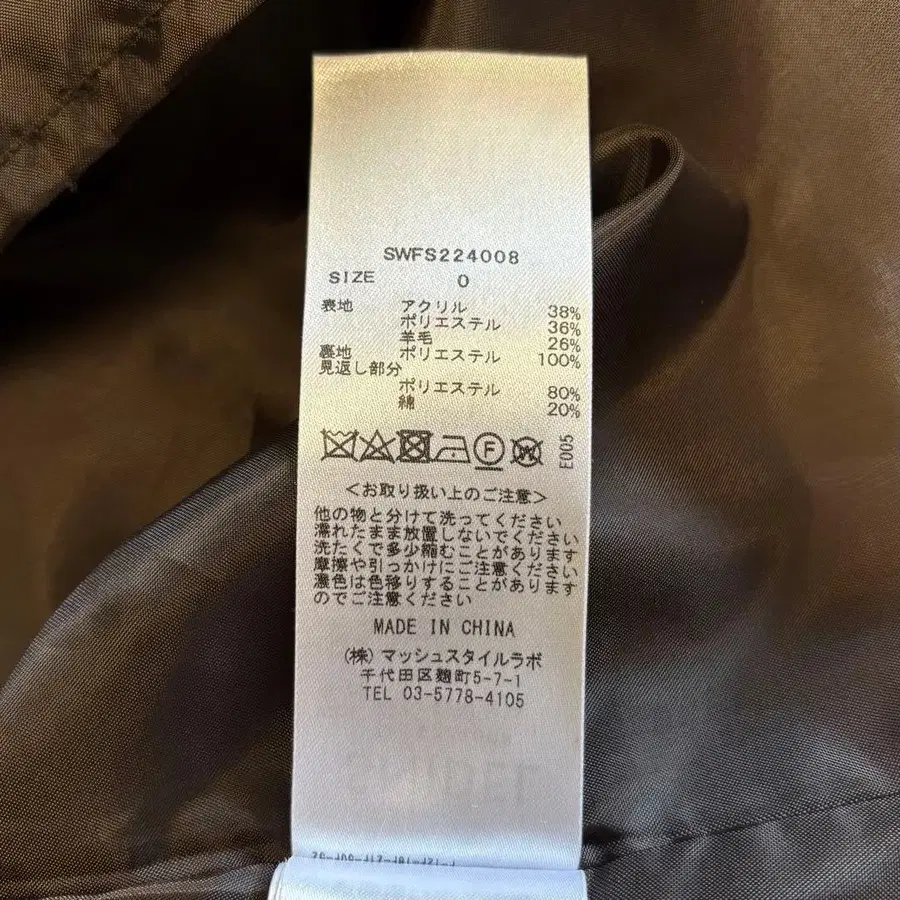 SWFS224008
SIZE 0
表地 アクリル 38%
ポリエステル 36%
羊毛 26%
裏地 ポリエステル 100%
見返し部分
ポリエステル 80%
綿 20%
F W E005
<お取り扱い上のご注意>
他の物と分けて洗ってください
濡れたまま放置しないでください
洗たくで多少縮むことがあります
摩擦や引っかけにご注意ください
濃色は色移りすることがあります
のでご注意ください
MADE IN CHINA
(株) マッシュスタイルラボ
千代田区麹町5-7-1
TEL 03-5778-4105